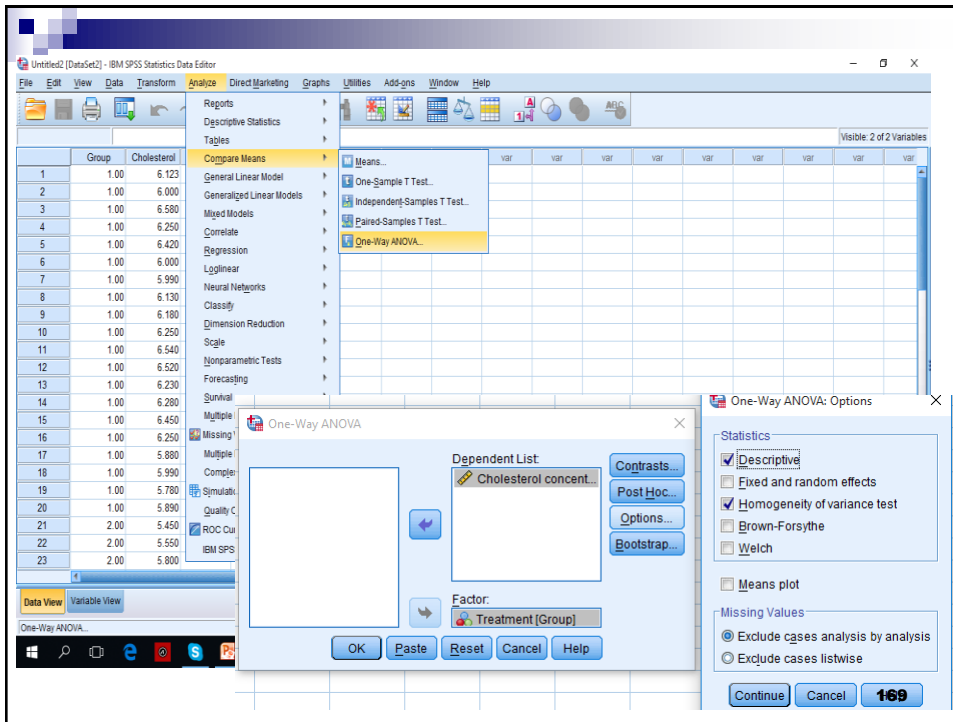 Untitled2 [DataSet2] - IBM SPSS Statistics Data Editor
File Edit View Data Transform Analyze Direct Marketing Graphs Utilities Add-ons Window Help
Visible: 2 of 2 Variables
Group Cholesterol var var var var var var var var var
1 1.00 6.123
2 1.00 6.000
3 1.00 6.580
4 1.00 6.250
5 1.00 6.420
6 1.00 6.000
7 1.00 5.990
8 1.00 6.130
9 1.00 6.180
10 1.00 6.250
11 1.00 6.540
12 1.00 6.520
13 1.00 6.230
14 1.00 6.280
15 1.00 6.450
16 1.00 6.250
17 1.00 5.880
18 1.00 5.990
19 1.00 5.780
20 1.00 5.890
21 2.00 5.450
22 2.00 5.550
23 2.00 5.800
Reports
Descriptive Statistics
Tables
Compare Means
General Linear Model
Generalized Linear Models
Mixed Models
Correlate
Regression
Loglinear
Neural Networks
Classify
Dimension Reduction
Scale
Nonparametric Tests
Forecasting
Survival
Multiple
Missing
Multiple
Comple
Simulatic
Quality C
ROC Cu
IBM SPS
Means...
One-Sample T Test...
Independent-Samples T Test...
Paired-Samples T Test...
One-Way ANOVA...
Data View Variable View
One-Way ANOVA...
One-Way ANOVA
Dependent List:
Cholesterol concent...
Factor:
Treatment [Group]
Contrasts...
Post Hoc...
Options...
Bootstrap...
OK Paste Reset Cancel Help
One-Way ANOVA: Options
Statistics
Descriptive
Fixed and random effects
Homogeneity of variance test
Brown-Forsythe
Welch
Means plot
Missing Values
Exclude cases analysis by analysis
Exclude cases listwise
Continue Cancel
169